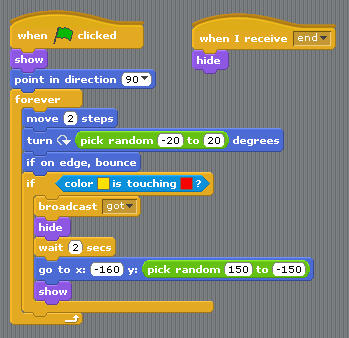 when clicked
show
point in direction 90
forever
move 2 steps
turn pick random -20 to 20 degrees
if on edge, bounce
if color is touching ?
broadcast got
hide
wait 2 secs
go to x: -160 y: pick random 150 to -150
show
when I receive end
hide